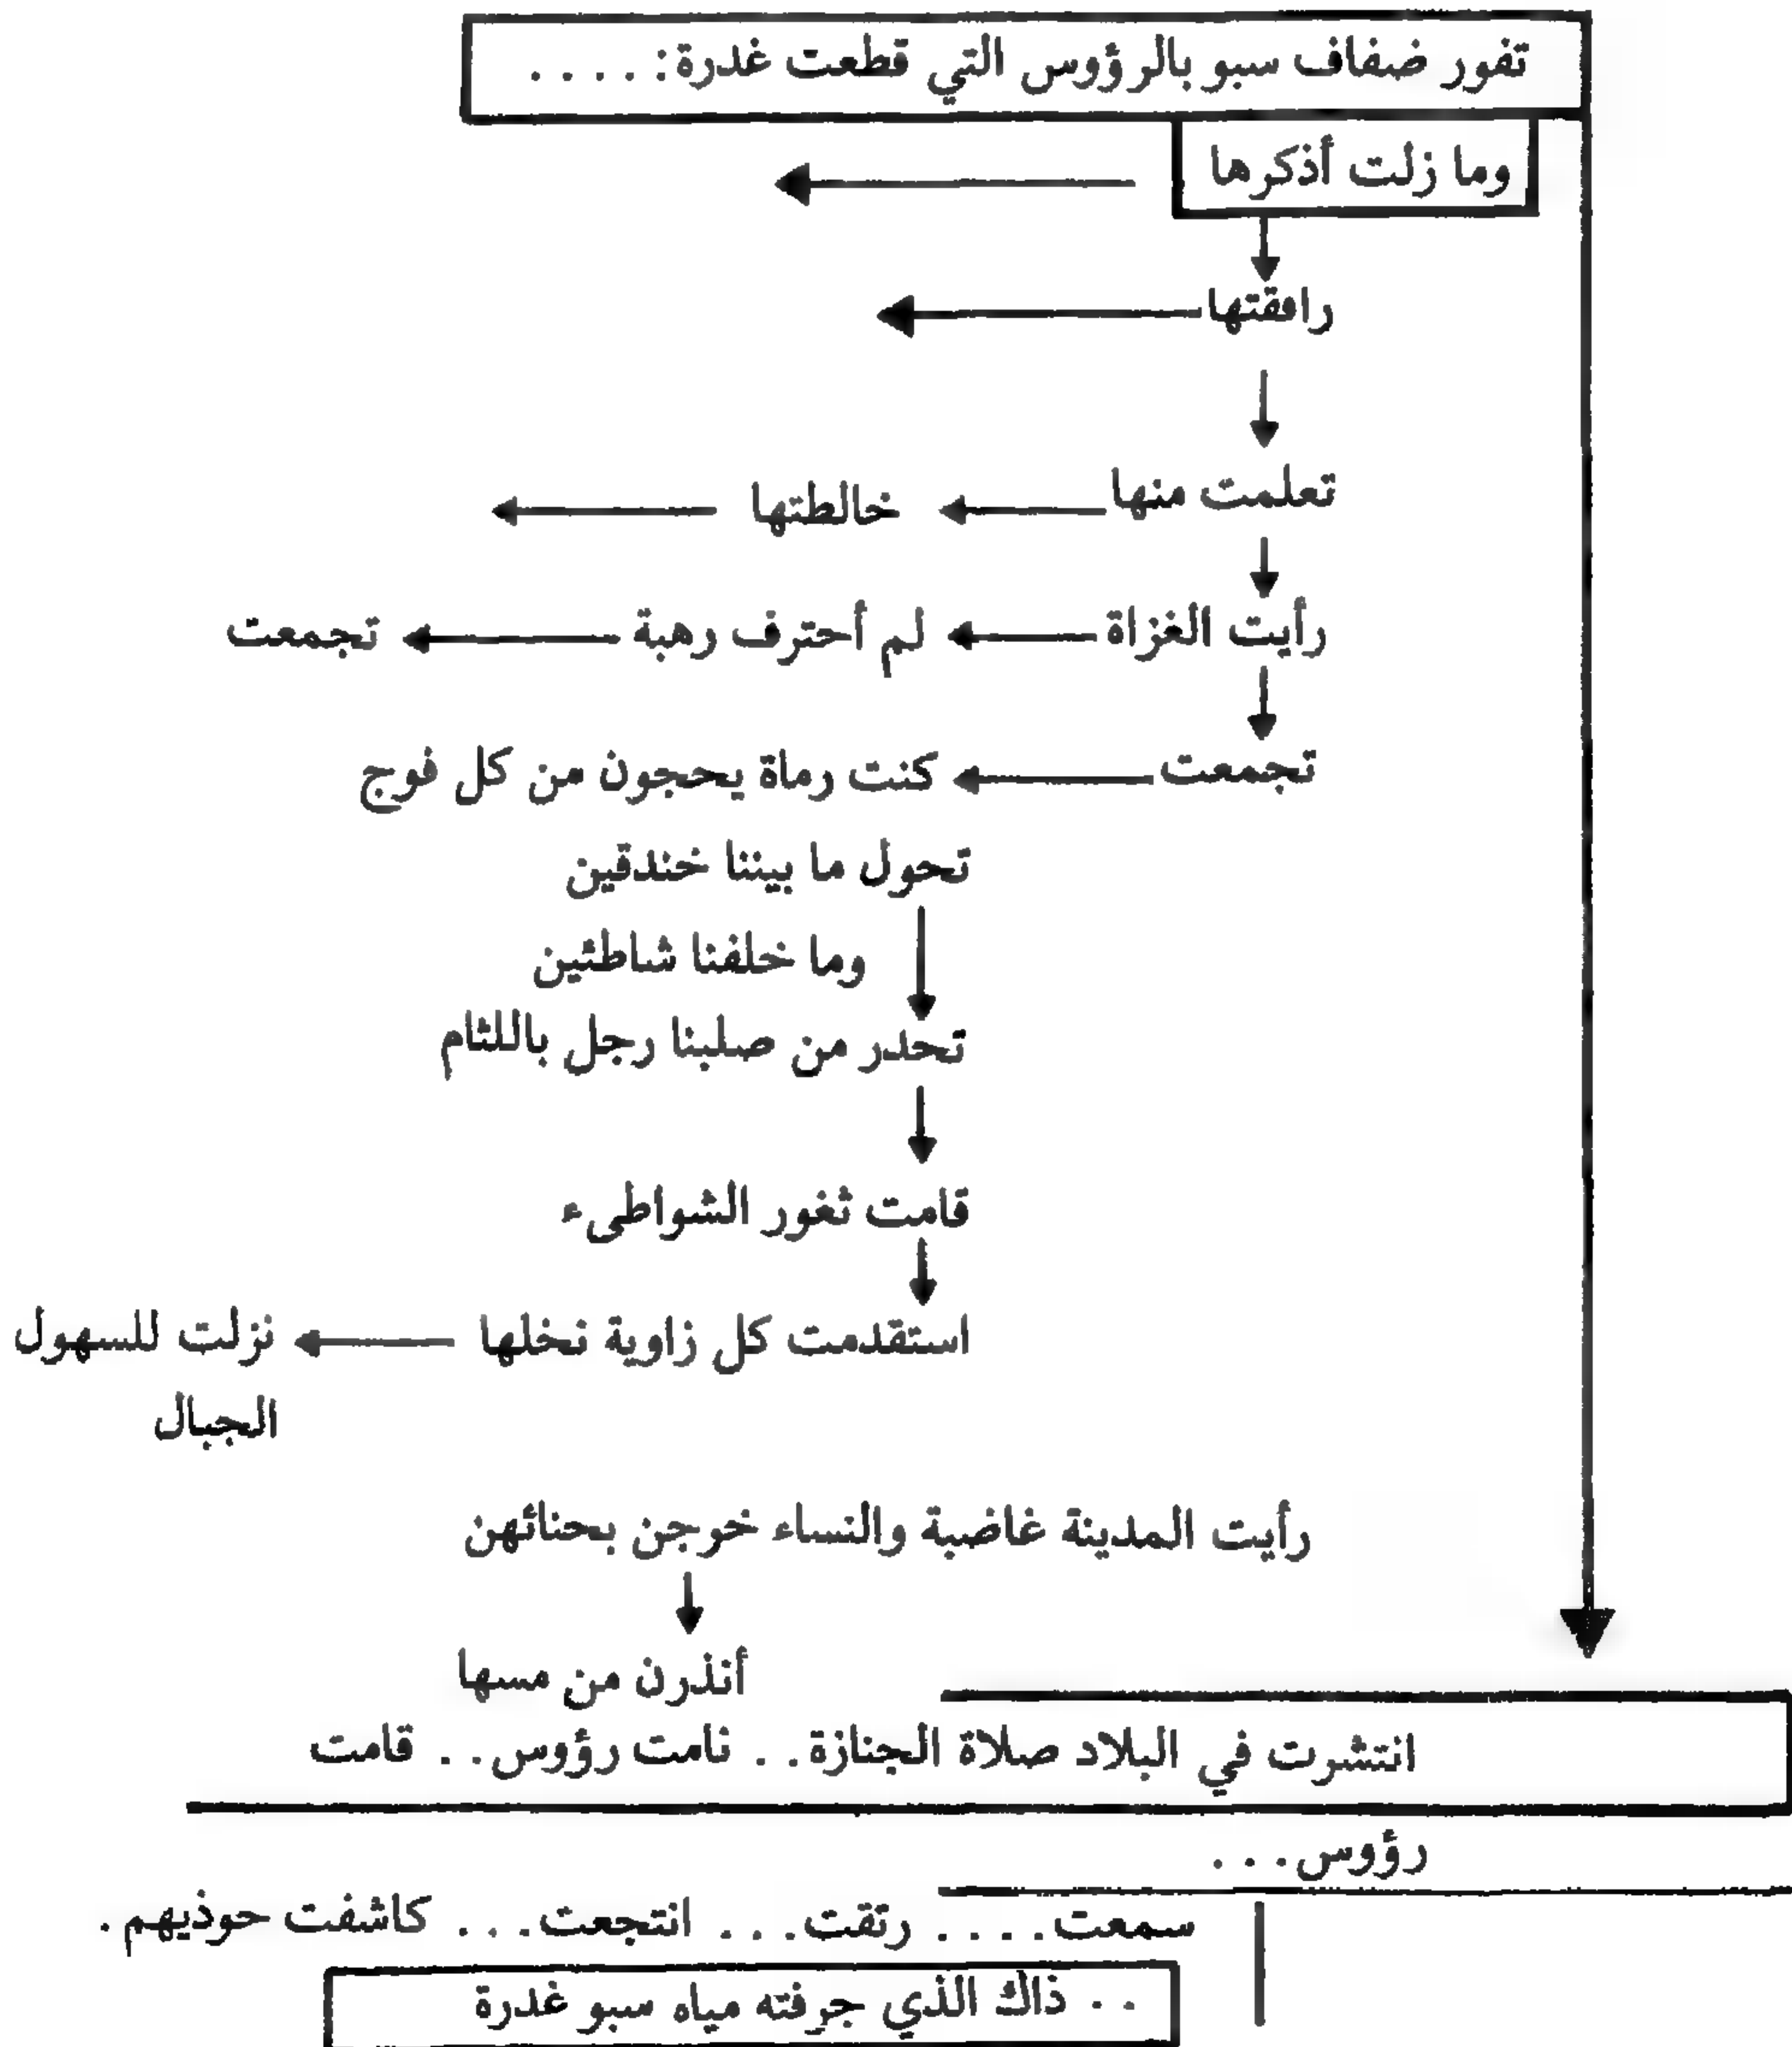 تفور ضفاف سبو بالرؤوس التي قطعت غدرة: . . . . .
وما زلت أذكرها
رافقتها
تعلمت منها خالطتها
رأيت الغزاة لم أحترف رهبة تجمعت
تجمعت كنت رماة يحجون من كل فوج
تحول ما بيننا خندقين
وما خلفنا شاطئين
تحدر من صلبنا رجل باللثام
قامت ثغور الشواطىء
استقدمت كل زاوية نخلها نزلت للسهول
الجبال
رأيت المدينة غاضبة والنساء خوجن بحنائهن
أنذرن من مسها
انتشرت في البلاد صلاة الجنازة. . نامت رؤوس. . قامت
رؤوس. . .
سمعت. . . . رتقت. . . انتجعت. . . كاشفت حوذيهم.
. . ذاك الذي جرفته مياه سبو غدرة